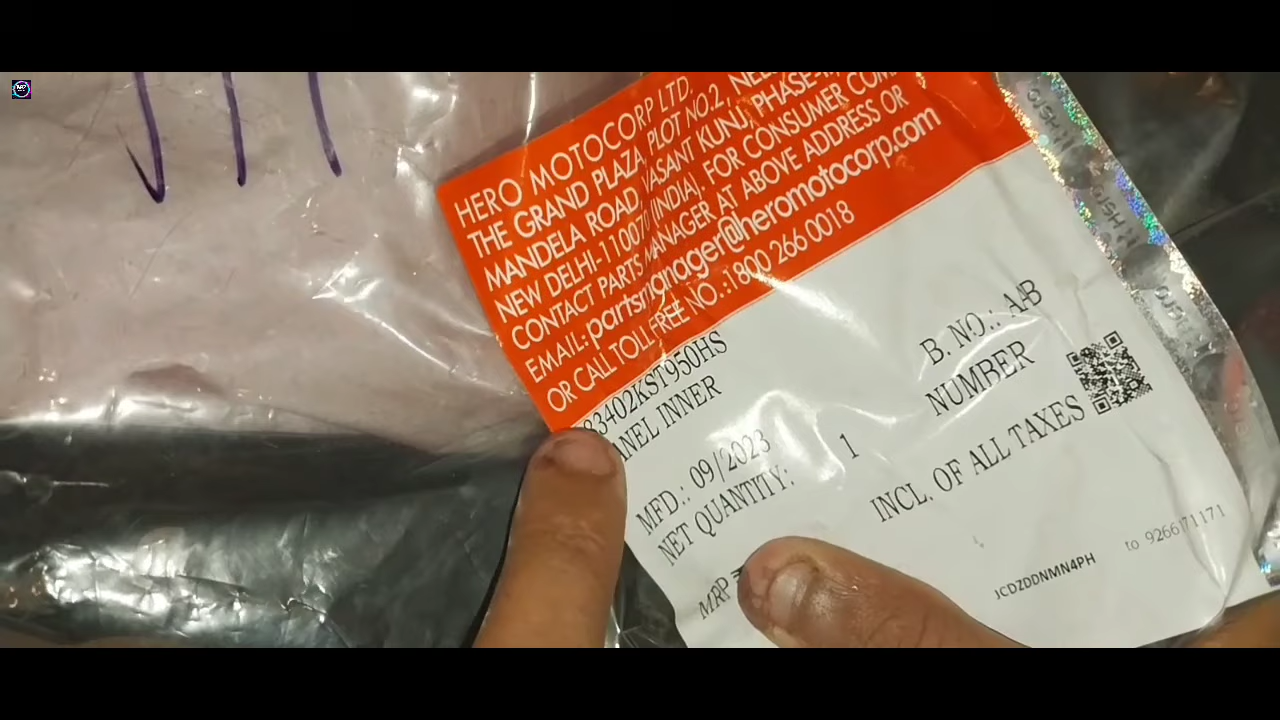 HERO MOTOCORP LTD.
THE GRAND PLAZA, PLOT NO.2,
MANDELA ROAD, VASANT KUNJ, PHASE-
NEW DELHI-110070 (INDIA). FOR CONSUMER COM
CONTACT PARTS MANAGER AT ABOVE ADDRESS OR
EMAIL: partsmanager@heromotocorp.com
OR CALL TOLL FREE NO.:1800 266 0018
83402KST950HS
ANEL INNER
B. NO.: A/B
MFD.: 09/2023
NUMBER
NET QUANTITY: 1
MRP
INCL. OF ALL TAXES
JCDZDDNMN4PH
to 9266171171